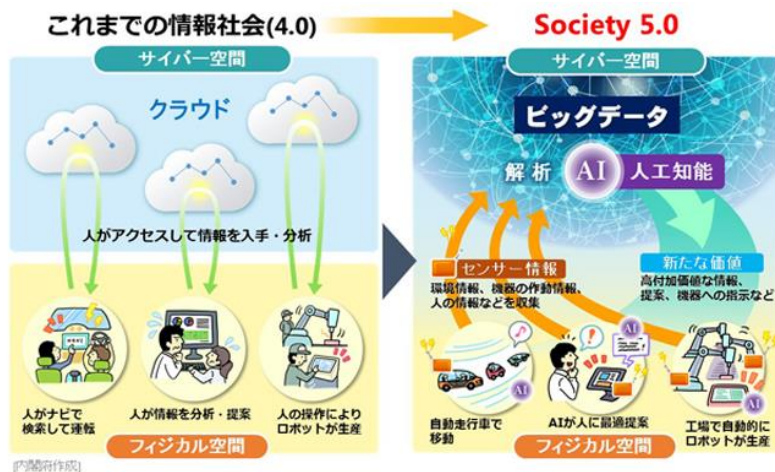 これまでの情報社会(4.0)
Society 5.0
サイバー空間
クラウド
人がアクセスして情報を入手・分析
人がナビで
検索して運転
人が情報を分析・提案
人の操作により
ロボットが生産
フィジカル空間
サイバー空間
ビッグデータ
解析 AI 人工知能
センサー情報
環境情報、機器の作動情報、
人の情報などを収集
新たな価値
高付加価値な情報、
提案、機器への指示など
AI
自動走行車で
移動
AI
AIが人に最適提案
AI
工場で自動的に
ロボットが生産
フィジカル空間
[内閣府作成]